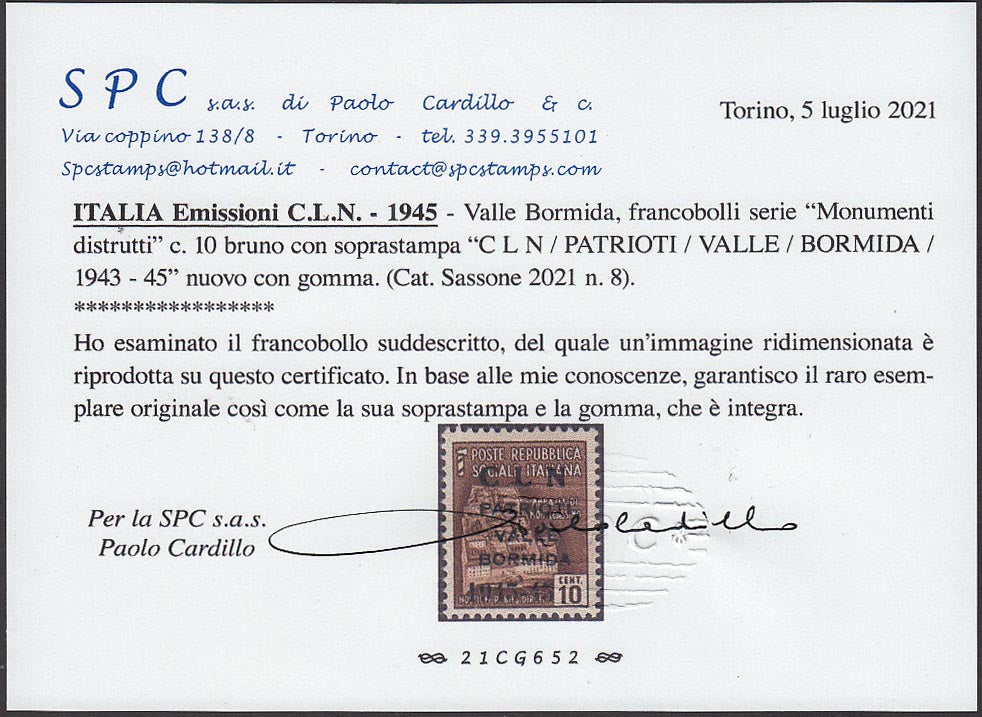 SPC s.a.s. di Paolo Cardillo & c.
Via coppino 138/8 - Torino - tel. 339.3955101
Spcstamps@hotmail.it - contact@spcstamps.com
Torino, 5 luglio 2021
ITALIA Emissioni C.L.N. - 1945 - Valle Bormida, francobolli serie “Monumenti
distrutti” c. 10 bruno con soprastampa “C L N / PATRIOTI / VALLE / BORMIDA /
1943 - 45” nuovo con gomma. (Cat. Sassone 2021 n. 8).
*****************
Ho esaminato il francobollo suddescritto, del quale un'immagine ridimensionata è
riprodotta su questo certificato. In base alle mie conoscenze, garantisco il raro esem-
plare originale così come la sua soprastampa e la gomma, che è integra.
POSTE REPUBBLICA
SOCIALE ITALIANA
C L N
PATRIOTI
VALLE
BORMIDA
CENT.
10
Per la SPC s.a.s.
Paolo Cardillo
21CG652